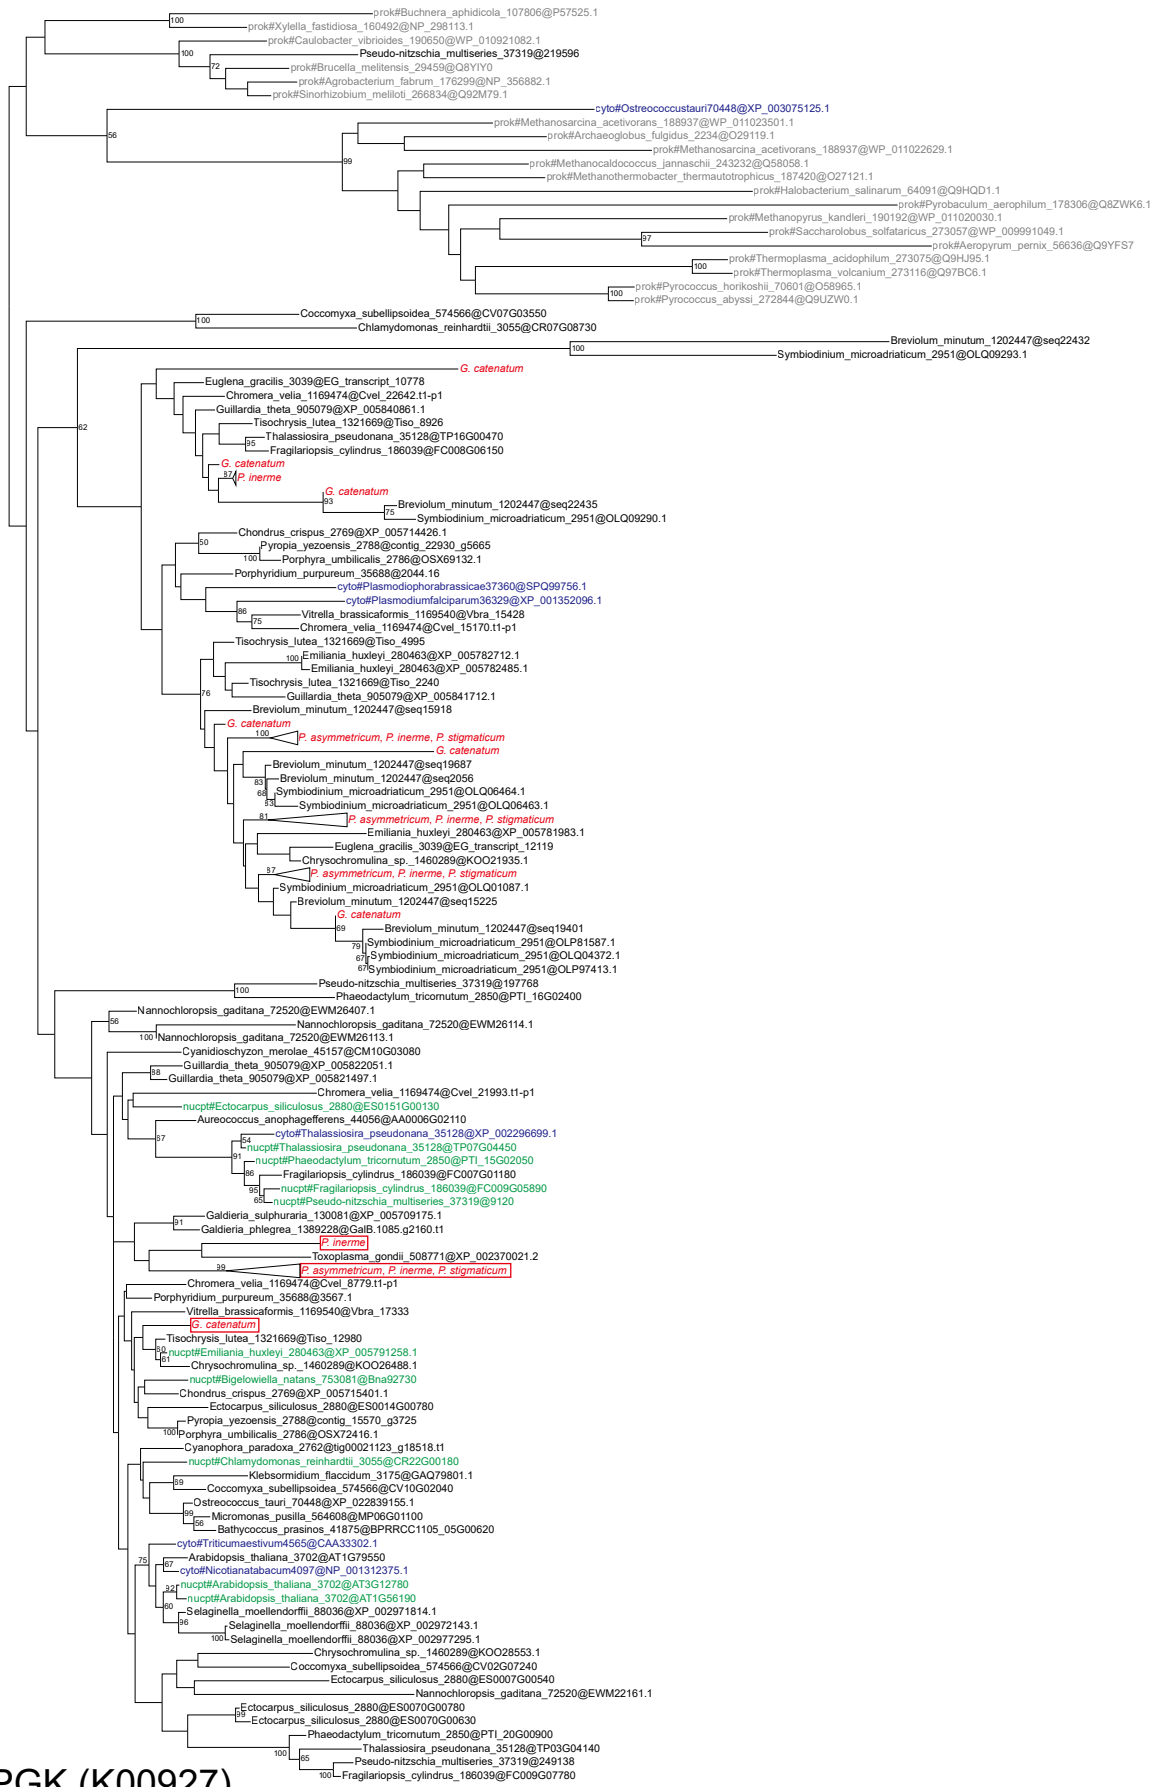 prok#Buchnera_aphidicola_107806@P57525.1
100
prok#Xylella_fastidiosa_160492@NP_298113.1
prok#Caulobacter_vibrioides_190650@WP_010921082.1
100
Pseudo-nitzschia_multiseries_37319@219596
72
prok#Brucella_melitensis_29459@Q8YIY0
prok#Agrobacterium_fabrum_176299@NP_356882.1
prok#Sinorhizobium_meliloti_266834@Q92M79.1
cyto#Ostreococcustauri70448@XP_003075125.1
prok#Methanosarcina_acetivorans_188937@WP_011023501.1
56
prok#Archaeoglobus_fulgidus_2234@O29119.1
prok#Methanosarcina_acetivorans_188937@WP_011022629.1
99
prok#Methanocaldococcus_jannaschii_243232@Q58058.1
prok#Methanothermobacter_thermautotrophicus_187420@O27121.1
prok#Halobacterium_salinarum_64091@Q9HQD1.1
prok#Pyrobaculum_aerophilum_178306@Q8ZWK6.1
prok#Methanopyrus_kandleri_190192@WP_011020030.1
prok#Saccharolobus_solfataricus_273057@WP_009991049.1
97
prok#Aeropyrum_pernix_56636@Q9YFS7
prok#Thermoplasma_acidophilum_273075@Q9HJ95.1
100
prok#Thermoplasma_volcanium_273116@Q97BC6.1
prok#Pyrococcus_horikoshii_70601@O58965.1
100
prok#Pyrococcus_abyssi_272844@Q9UZW0.1
Coccomyxa_subellipsoidea_574566@CV07G03550
100
Chlamydomonas_reinhardtii_3055@CR07G08730
Breviolum_minutum_1202447@seq22432
100
Symbiodinium_microadriaticum_2951@OLQ09293.1
G. catenatum
Euglena_gracilis_3039@EG_transcript_10778
Chromera_velia_1169474@Cvel_22642.t1-p1
Guillardia_theta_905079@XP_005840861.1
Tisochrysis_lutea_1321669@Tiso_8926
62
Thalassiosira_pseudonana_35128@TP16G00470
95
Fragilariopsis_cylindrus_186039@FC008G06150
G. catenatum
87
P. inerme
G. catenatum
93
Breviolum_minutum_1202447@seq22435
75
Symbiodinium_microadriaticum_2951@OLQ09290.1
Chondrus_crispus_2769@XP_005714426.1
50
Pyropia_yezoensis_2788@contig_22930_g5665
100
Porphyra_umbilicalis_2786@OSX69132.1
Porphyridium_purpureum_35688@2044.16
cyto#Plasmodiophorabrassicae37360@SPQ99756.1
cyto#Plasmodiumfalciparum36329@XP_001352096.1
86
Vitrella_brassicaformis_1169540@Vbra_15428
75
Chromera_velia_1169474@Cvel_15170.t1-p1
Tisochrysis_lutea_1321669@Tiso_4995
100
Emiliania_huxleyi_280463@XP_005782712.1
Emiliania_huxleyi_280463@XP_005782485.1
Tisochrysis_lutea_1321669@Tiso_2240
76
Guillardia_theta_905079@XP_005841712.1
Breviolum_minutum_1202447@seq15918
G. catenatum
100
P. asymmetricum, P. inerme, P. stigmaticum
G. catenatum
Breviolum_minutum_1202447@seq19687
83
Breviolum_minutum_1202447@seq2056
68
Symbiodinium_microadriaticum_2951@OLQ06464.1
53
Symbiodinium_microadriaticum_2951@OLQ06463.1
81
P. asymmetricum, P. inerme, P. stigmaticum
Emiliania_huxleyi_280463@XP_005781983.1
Euglena_gracilis_3039@EG_transcript_12119
Chrysochromulina_sp._1460289@KOO21935.1
P. asymmetricum, P. inerme, P. stigmaticum
Symbiodinium_microadriaticum_2951@OLQ01087.1
Breviolum_minutum_1202447@seq15225
G. catenatum
69
Breviolum_minutum_1202447@seq19401
Symbiodinium_microadriaticum_2951@OLP81587.1
79
Symbiodinium_microadriaticum_2951@OLQ04372.1
67
Symbiodinium_microadriaticum_2951@OLP97413.1
67
Pseudo-nitzschia_multiseries_37319@197768
100
Phaeodactylum_tricornutum_2850@PTI_16G02400
Nannochloropsis_gaditana_72520@EWM26407.1
56
Nannochloropsis_gaditana_72520@EWM26114.1
100
Nannochloropsis_gaditana_72520@EWM26113.1
Cyanidioschyzon_merolae_45157@CM10G03080
Guillardia_theta_905079@XP_005822051.1
88
Guillardia_theta_905079@XP_005821497.1
Chromera_velia_1169474@Cvel_21993.t1-p1
nucpt#Ectocarpus_siliculosus_2880@ES0151G00130
Aureococcus_anophagefferens_44056@AA0006G02110
cyto#Thalassiosira_pseudonana_35128@XP_002296699.1
67
54
nucpt#Thalassiosira_pseudonana_35128@TP07G04450
91
nucpt#Phaeodactylum_tricornutum_2850@PTI_15G02050
86
Fragilariopsis_cylindrus_186039@FC007G01180
95
nucpt#Fragilariopsis_cylindrus_186039@FC009G05890
65
nucpt#Pseudo-nitzschia_multiseries_37319@9120
Galdieria_sulphuraria_130081@XP_005709175.1
91
Galdieria_phlegrea_1389228@GalB.1085.g2160.t1
P. inerme
Toxoplasma_gondii_508771@XP_002370021.2
99
P. asymmetricum, P. inerme, P. stigmaticum
Chromera_velia_1169474@Cvel_8779.t1-p1
Porphyridium_purpureum_35688@3567.1
Vitrella_brassicaformis_1169540@Vbra_17333
G. catenatum
Tisochrysis_lutea_1321669@Tiso_12980
nucpt#Emiliania_huxleyi_280463@XP_005791258.1
61
Chrysochromulina_sp._1460289@KOO26488.1
nucpt#Bigelowiella_natans_753081@Bna92730
Chondrus_crispus_2769@XP_005715401.1
Ectocarpus_siliculosus_2880@ES0014G00780
Pyropia_yezoensis_2788@contig_15570_g3725
100
Porphyra_umbilicalis_2786@OSX72416.1
Cyanophora_paradoxa_2762@tig00021123_g18518.t1
nucpt#Chlamydomonas_reinhardtii_3055@CR22G00180
Klebsormidium_flaccidum_3175@GAQ79801.1
Coccomyxa_subellipsoidea_574566@CV10G02040
Ostreococcus_tauri_70448@XP_022839155.1
99
Micromonas_pusilla_564608@MP06G01100
56
Bathycoccus_prasinos_41875@BPRRCC1105_05G00620
cyto#Triticumaestivum4565@CAA33302.1
75
Arabidopsis_thaliana_3702@AT1G79550
67
cyto#Nicotianatabacum4097@NP_001312375.1
nucpt#Arabidopsis_thaliana_3702@AT3G12780
92
nucpt#Arabidopsis_thaliana_3702@AT1G56190
60
Selaginella_moellendorffii_88036@XP_002971814.1
96
Selaginella_moellendorffii_88036@XP_002972143.1
100
Selaginella_moellendorffii_88036@XP_002977295.1
Chrysochromulina_sp._1460289@KOO28553.1
Coccomyxa_subellipsoidea_574566@CV02G07240
Ectocarpus_siliculosus_2880@ES0007G00540
Nannochloropsis_gaditana_72520@EWM22161.1
Ectocarpus_siliculosus_2880@ES0070G00780
99
Ectocarpus_siliculosus_2880@ES0070G00630
Phaeodactylum_tricornutum_2850@PTI_20G00900
100
Thalassiosira_pseudonana_35128@TP03G04140
65
Pseudo-nitzschia_multiseries_37319@249138
100
Fragilariopsis_cylindrus_186039@FC009G07780
PGK (K00927)